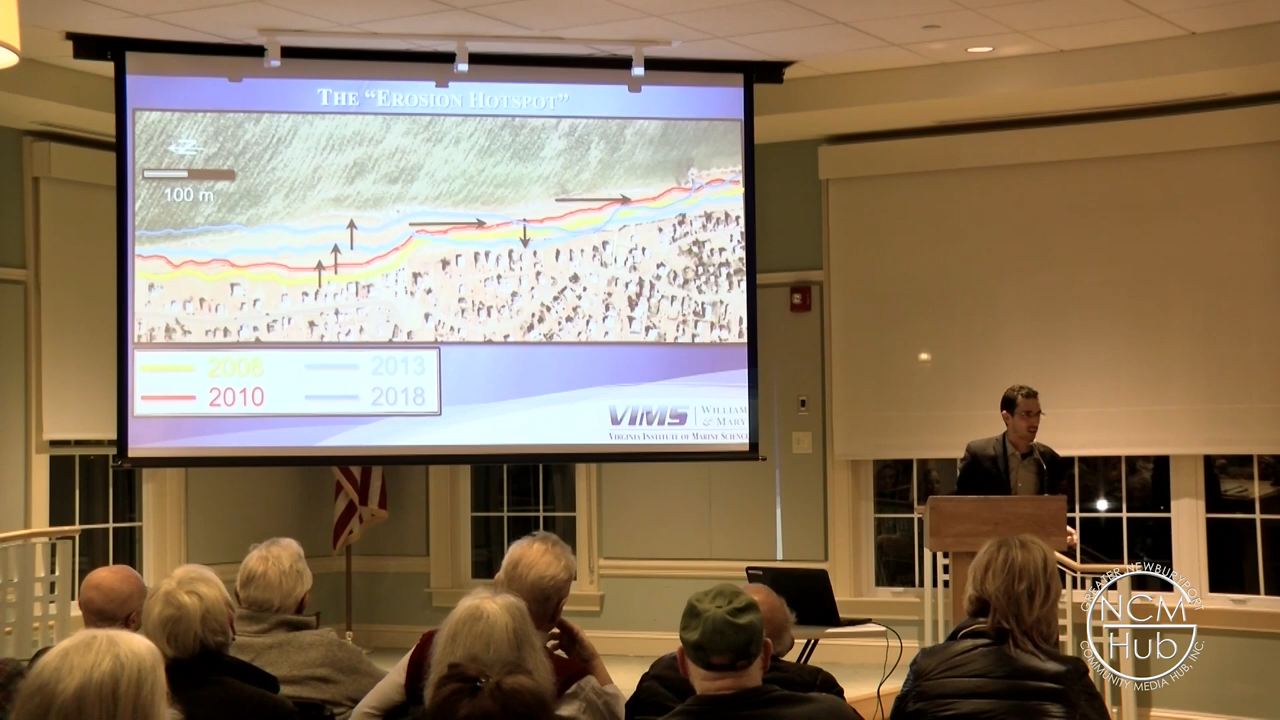 THE “EROSION HOTSPOT”
100 m
2008
2013
2010
2018
VIMS
WILLIAM
& MARY
VIRGINIA INSTITUTE OF MARINE SCIENC
GREATER NEWBURYPORT
NCM
Hub
COMMUNITY MEDIA HUB, INC.